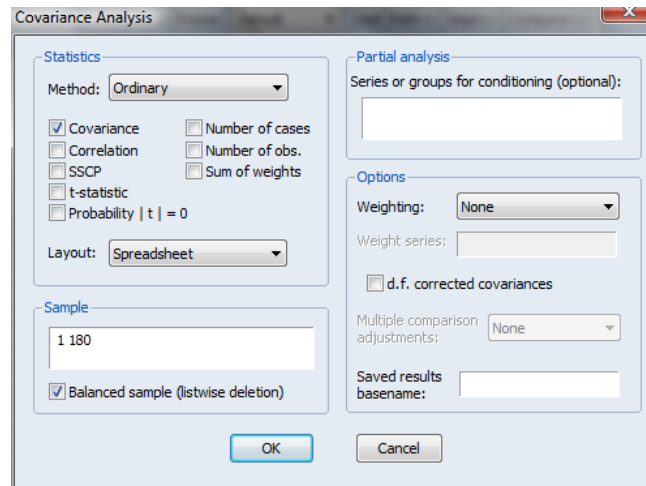 Covariance Analysis
Statistics
Method: Ordinary
Covariance
Number of cases
Correlation
Number of obs.
SSCP
Sum of weights
t-statistic
Probability | t | = 0
Layout: Spreadsheet
Sample
1 180
Balanced sample (listwise deletion)
Partial analysis
Series or groups for conditioning (optional):
Options
Weighting: None
Weight series:
d.f. corrected covariances
Multiple comparison
adjustments: None
Saved results
basename:
OK
Cancel